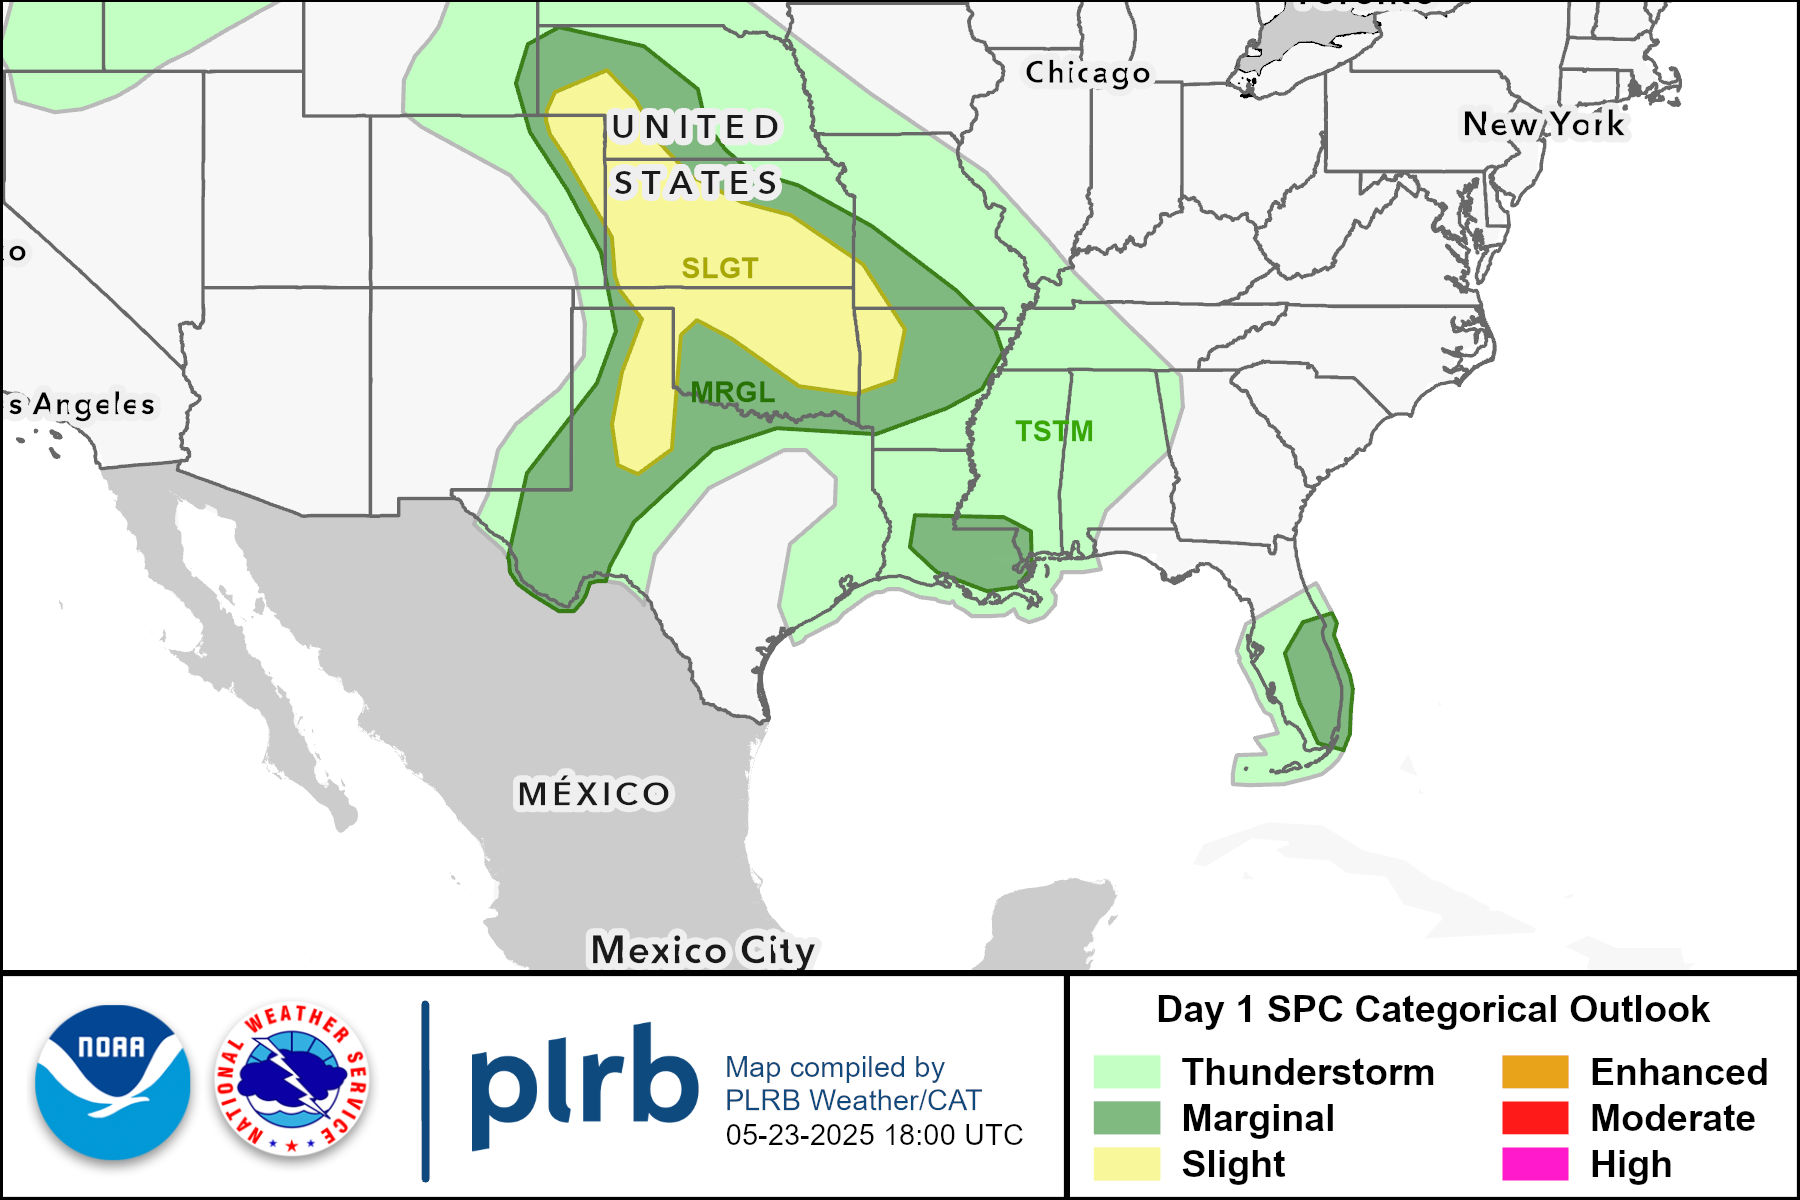 Chicago
New York
UNITED
STATES
SLGT
o
s Angeles
MRGL
TSTM
MÉXICO
Mexico City
NOAA
NATIONAL WEATHER SERVICE
plrb
Map compiled by
PLRB Weather/CAT
05-23-2025 18:00 UTC
Day 1 SPC Categorical Outlook
Thunderstorm
Marginal
Slight
Enhanced
Moderate
High